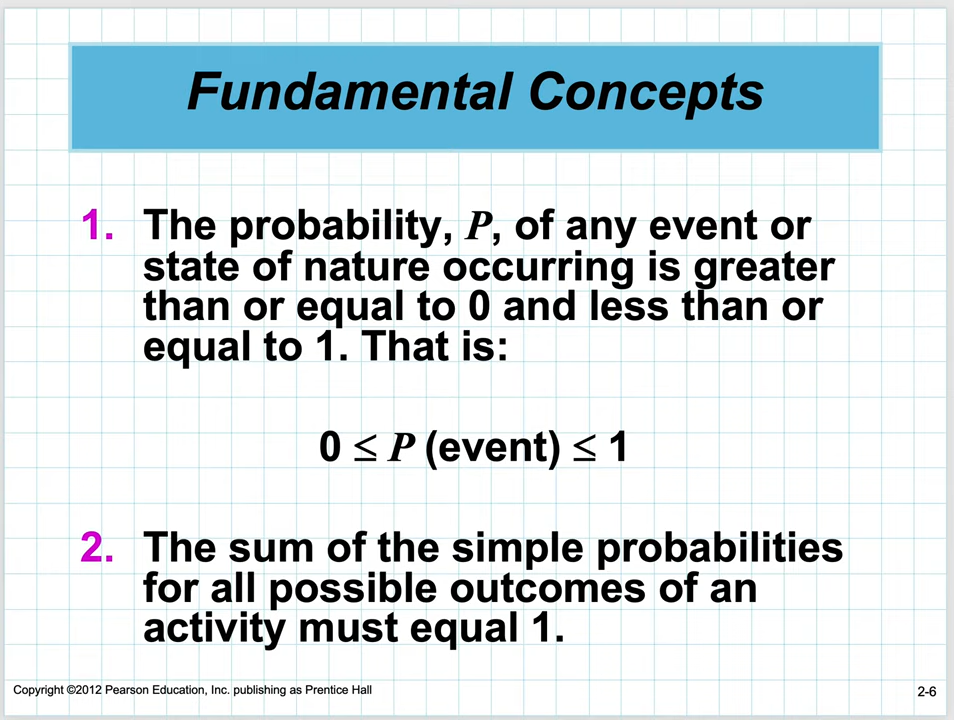 Fundamental Concepts
1. The probability, P, of any event or
state of nature occurring is greater
than or equal to 0 and less than or
equal to 1. That is:
0 ≤ P (event) ≤ 1
2. The sum of the simple probabilities
for all possible outcomes of an
activity must equal 1.
Copyright ©2012 Pearson Education, Inc. publishing as Prentice Hall
2-6